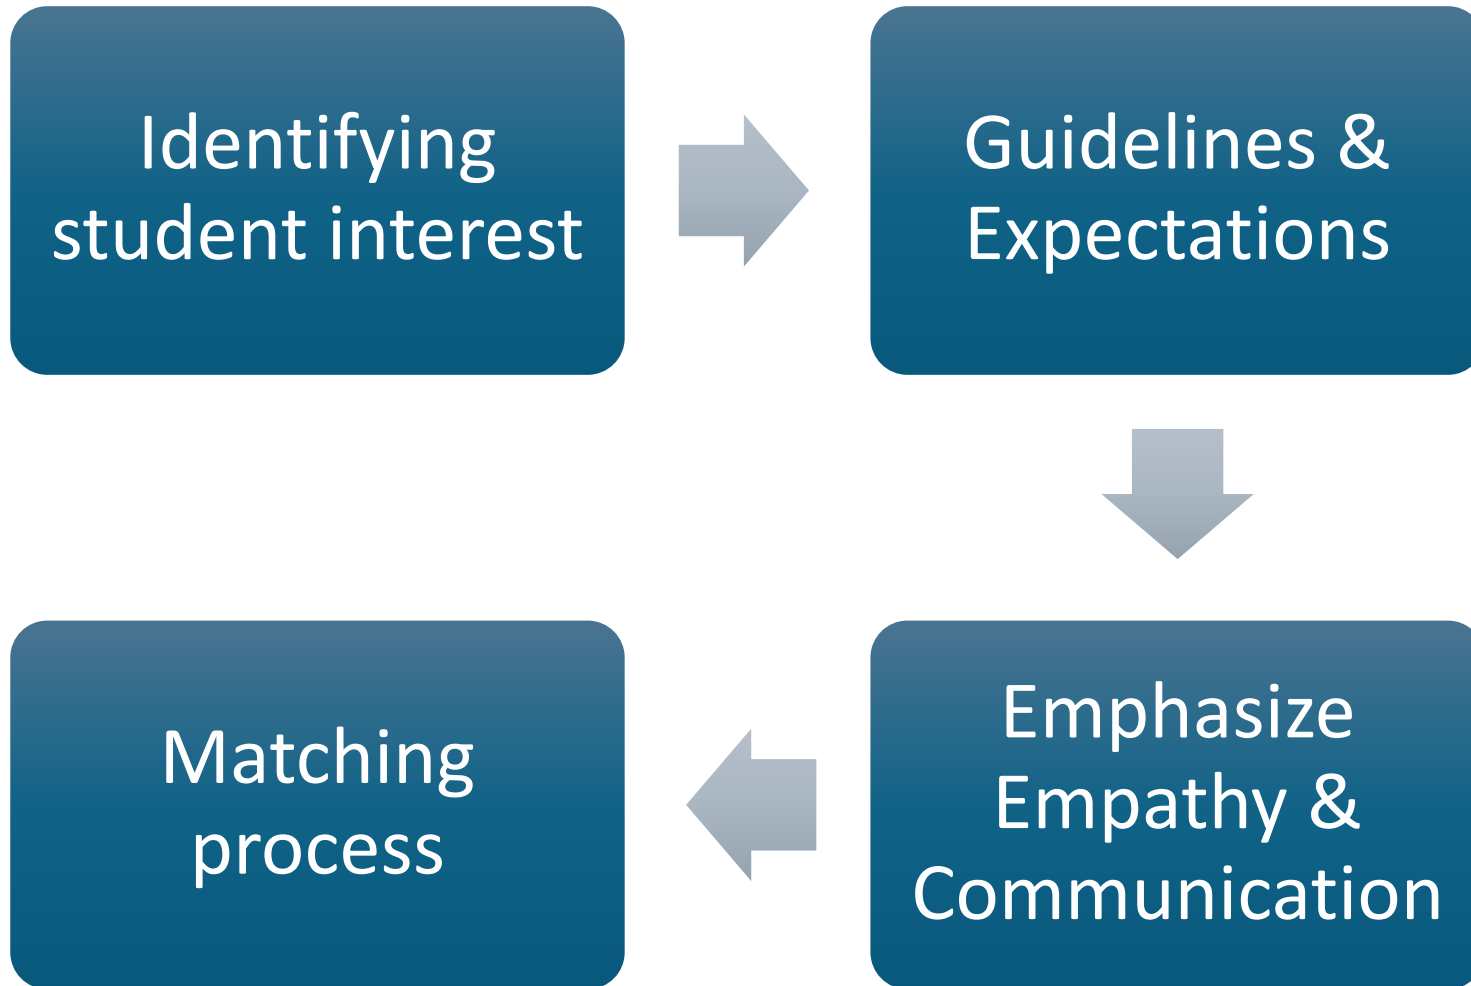 Identifying
student interest
Guidelines &
Expectations
Emphasize
Empathy &
Communication
Matching
process